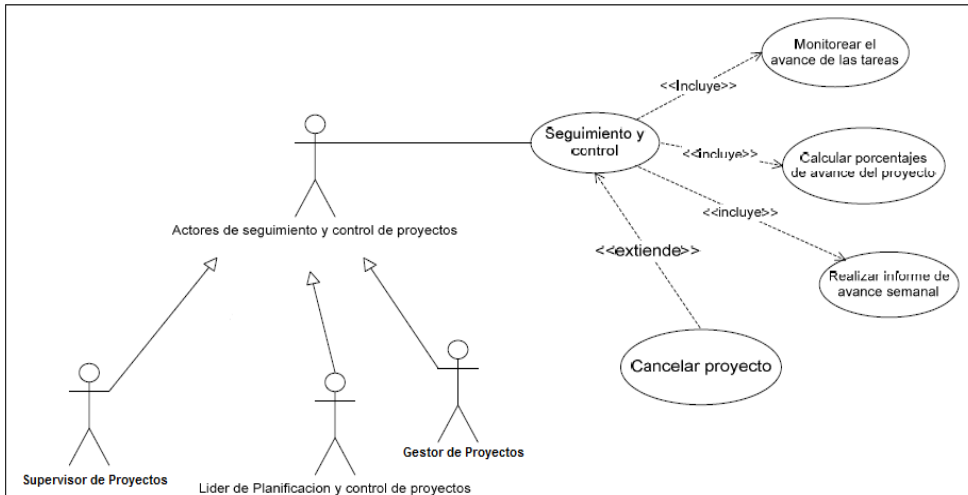 Monitorear el
avance de las tareas
<<Incluye>>
Seguimiento y
control
<<incluye>>
Calcular porcentajes
de avance del proyecto
<<incluye>>
Actores de seguimiento y control de proyectos
<<extiende>>
Realizar informe de
avance semanal
Cancelar proyecto
Gestor de Proyectos
Supervisor de Proyectos
Lider de Planificacion y control de proyectos